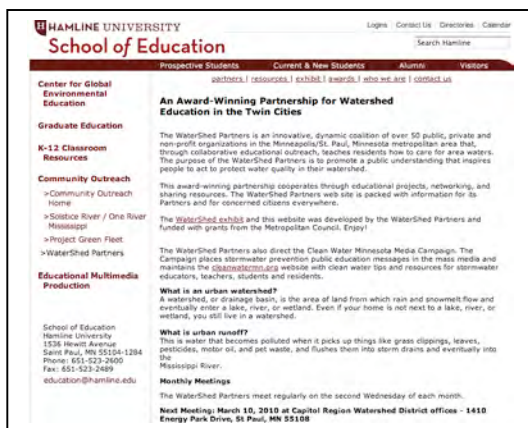 HAMLINE UNIVERSITY
School of Education
Logins Contact Us Directories Calendar
Search Hamline
Prospective Students Current & New Students Alumni Visitors
partners | resources | exhibit | awards | who we are | contact us
Center for Global
Environmental
Education
Graduate Education
K-12 Classroom
Resources
Community Outreach
>Community Outreach
Home
>Solstice River / One River
Mississippi
>Project Green Fleet
>WaterShed Partners
Educational Multimedia
Production
School of Education
Hamline University
1536 Hewitt Avenue
Saint Paul, MN 55104-1284
Phone: 651-523-2600
Fax: 651-523-2489
education@hamline.edu
An Award-Winning Partnership for Watershed
Education in the Twin Cities
The WaterShed Partners is an innovative, dynamic coalition of over 50 public, private and
non-profit organizations in the Minneapolis/St. Paul, Minnesota metropolitan area that,
through collaborative educational outreach, teaches residents how to care for area waters.
The purpose of the WaterShed Partners is to promote a public understanding that inspires
people to act to protect water quality in their watershed.
This award-winning partnership cooperates through educational projects, networking, and
sharing resources. The WaterShed Partners web site is packed with information for its
Partners and for concerned citizens everywhere.
The WaterShed exhibit and this website was developed by the WaterShed Partners and
funded with grants from the Metropolitan Council. Enjoy!
The WaterShed Partners also direct the Clean Water Minnesota Media Campaign. The
Campaign places stormwater prevention public education messages in the mass media and
maintains the cleanwatermn.org website with clean water tips and resources for stormwater
educators, teachers, students and residents.
What is an urban watershed?
A watershed, or drainage basin, is the area of land from which rain and snowmelt flow and
eventually enter a lake, river, or wetland. Even if your home is not next to a lake, river, or
wetland, you still live in a watershed.
What is urban runoff?
This is water that becomes polluted when it picks up things like grass clippings, leaves,
pesticides, motor oil, and pet waste, and flushes them into storm drains and eventually into
the
Mississippi River.
Monthly Meetings
The WaterShed Partners meet regularly on the second Wednesday of each month.
Next Meeting: March 10, 2010 at Capitol Region Watershed District offices - 1410
Energy Park Drive, St Paul, MN 55108